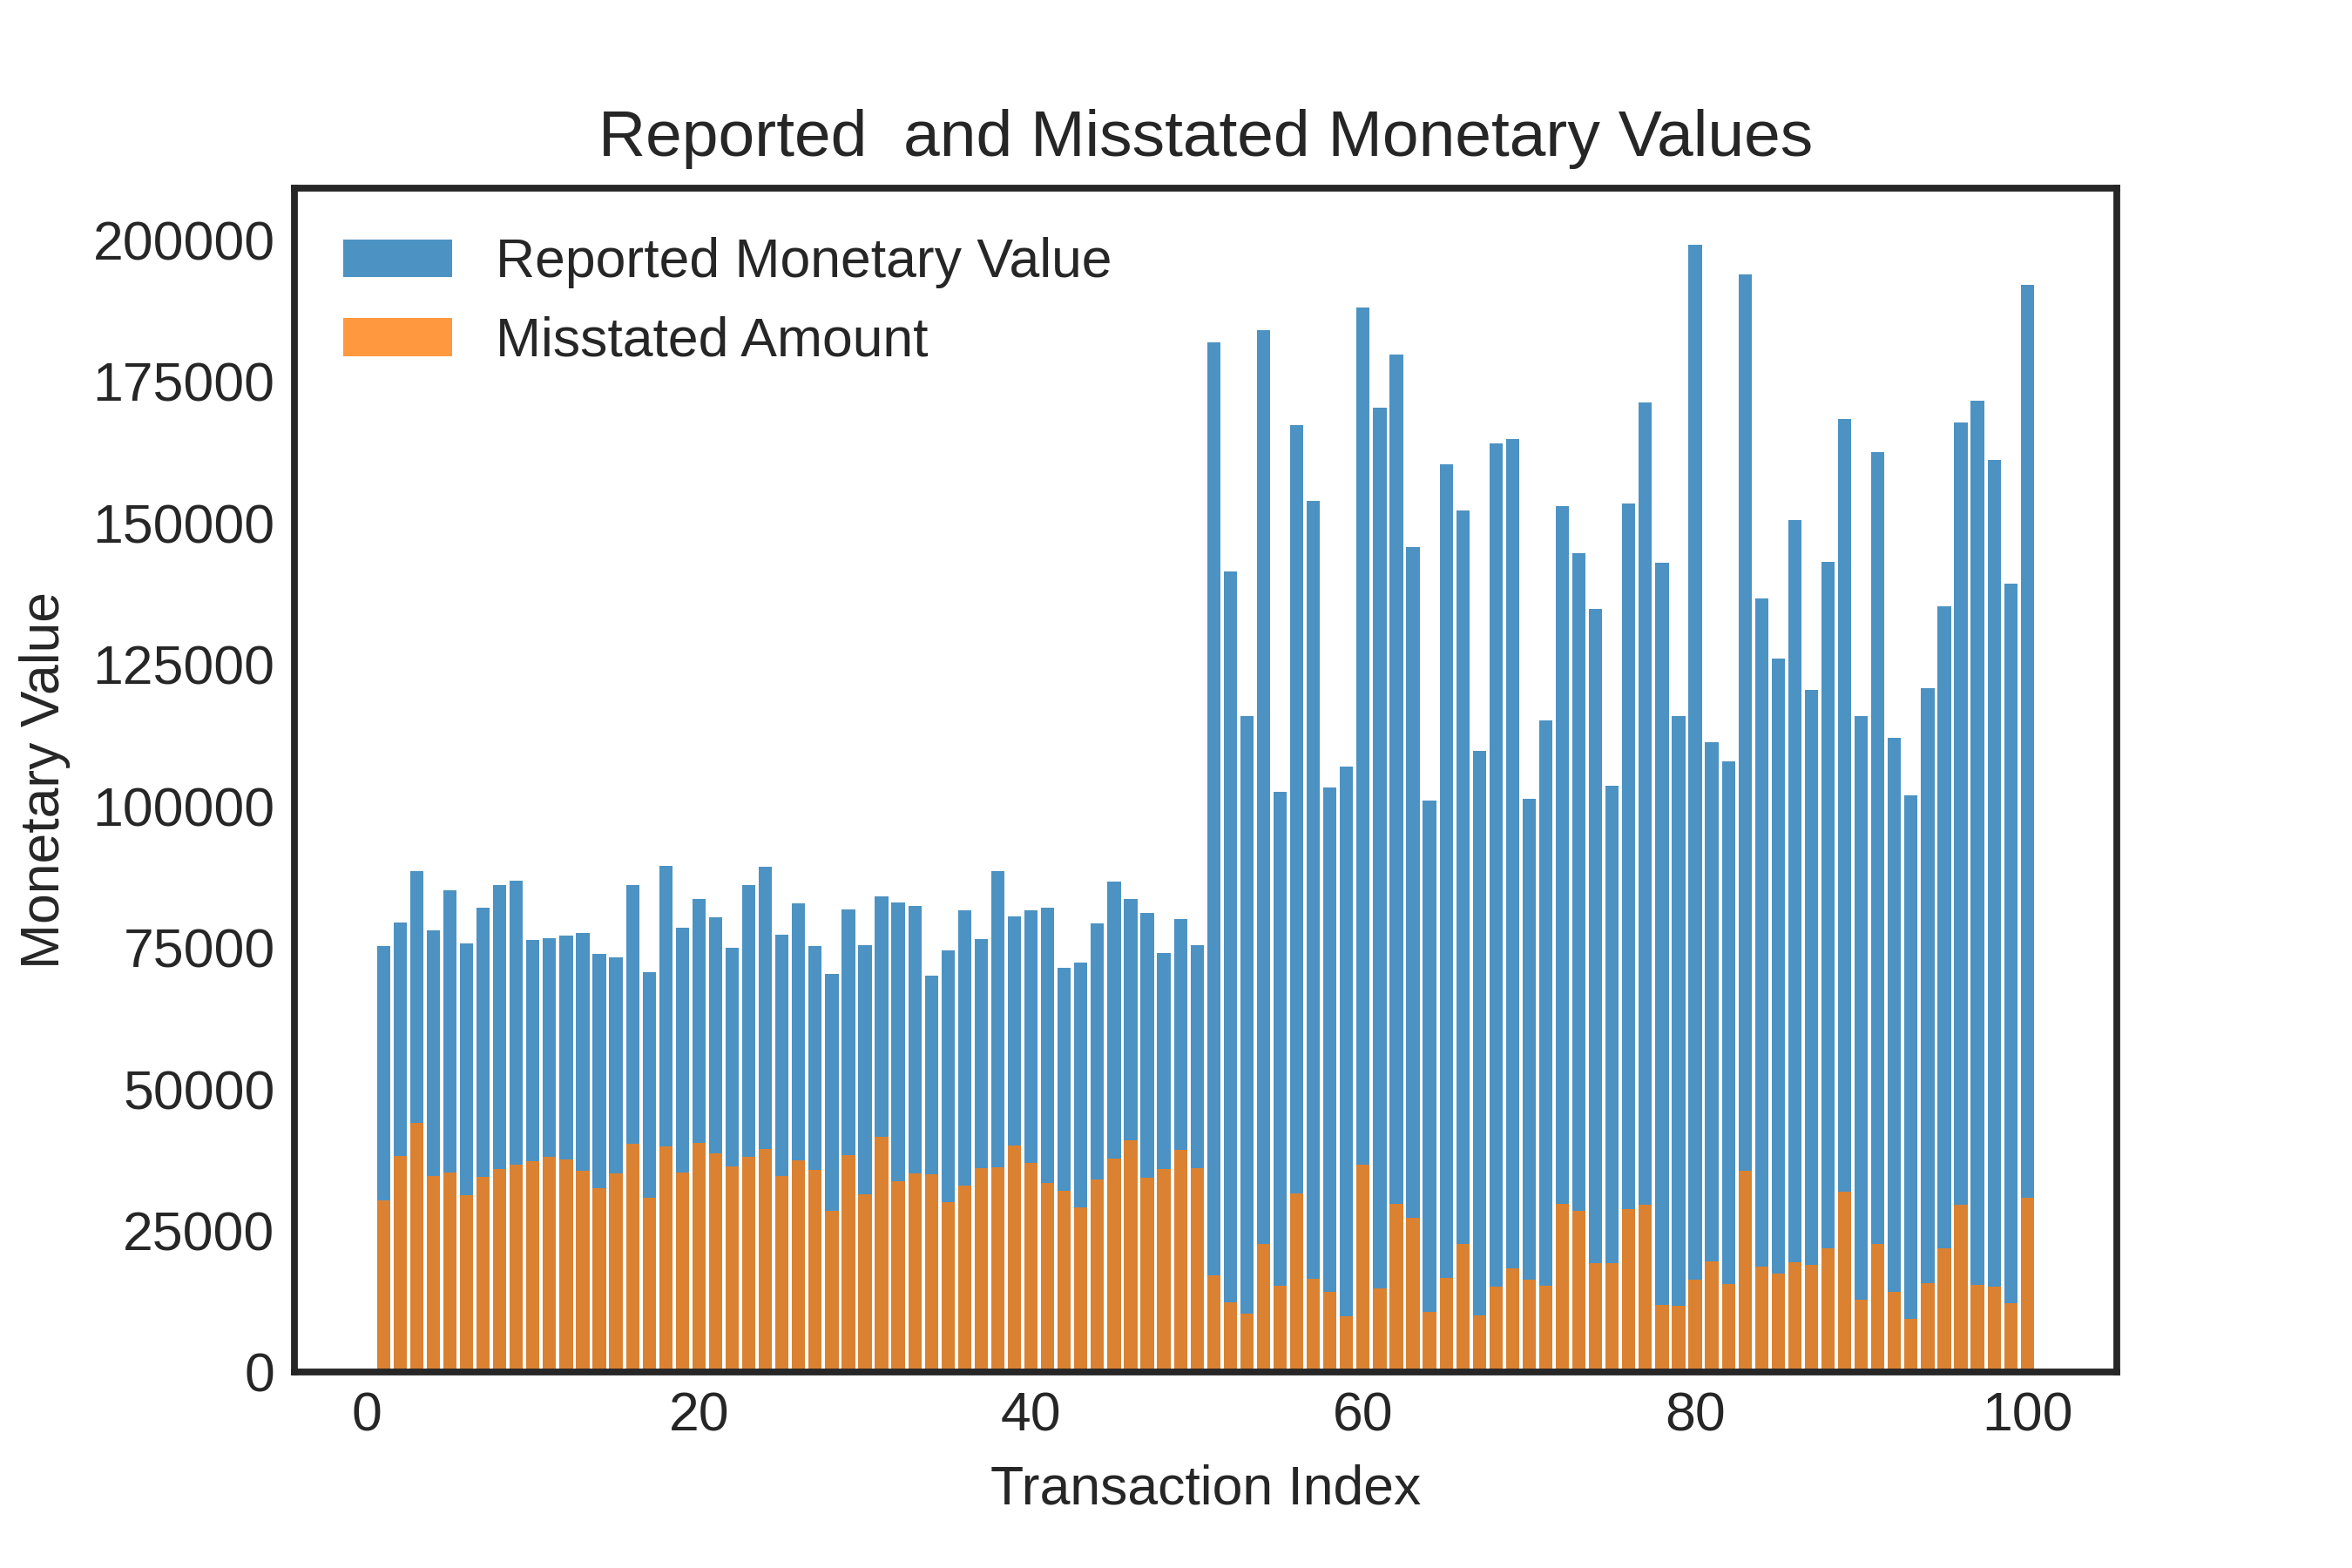 Reported  and Misstated Monetary Values
Reported Monetary Value
Misstated Amount
200000
175000
150000
125000
100000
75000
50000
25000
0
Monetary Value
0 20 40 60 80 100
Transaction Index